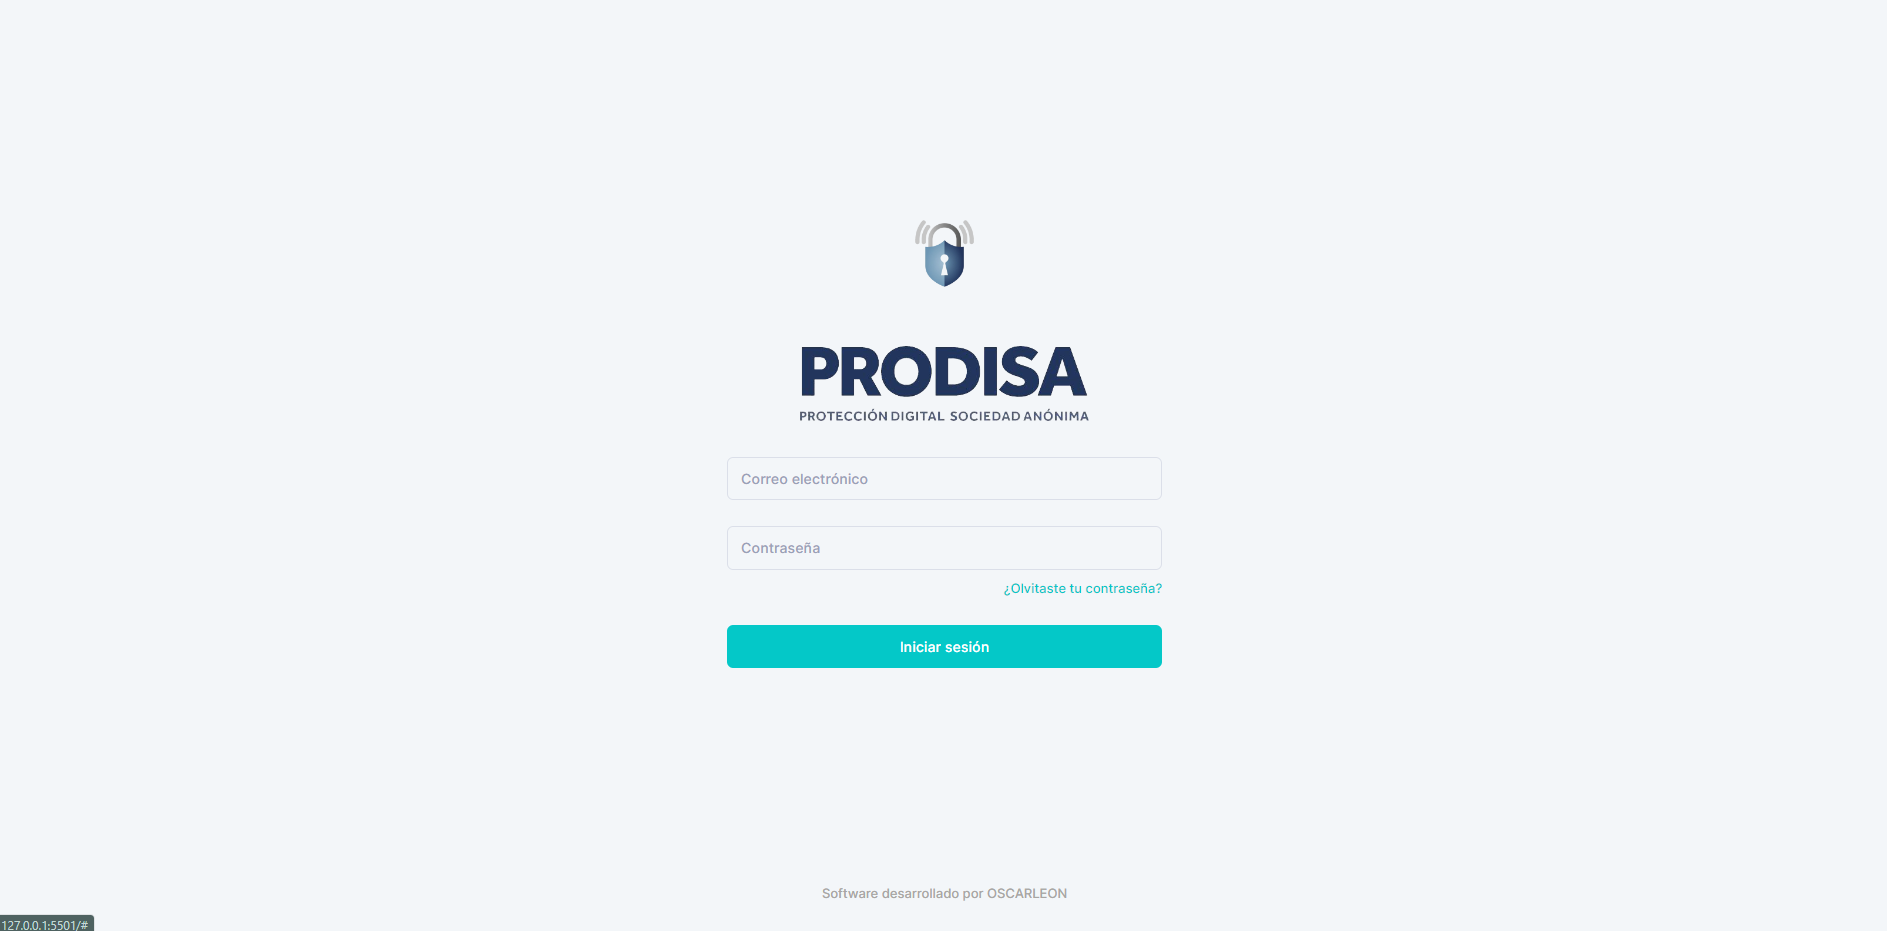 PRODISA
PROTECCIÓN DIGITAL SOCIEDAD ANÓNIMA
Correo electrónico
Contraseña
¿Olvitaste tu contraseña?
Iniciar sesión
Software desarrollado por OSCARLEON
127.0.0.1:5501/#